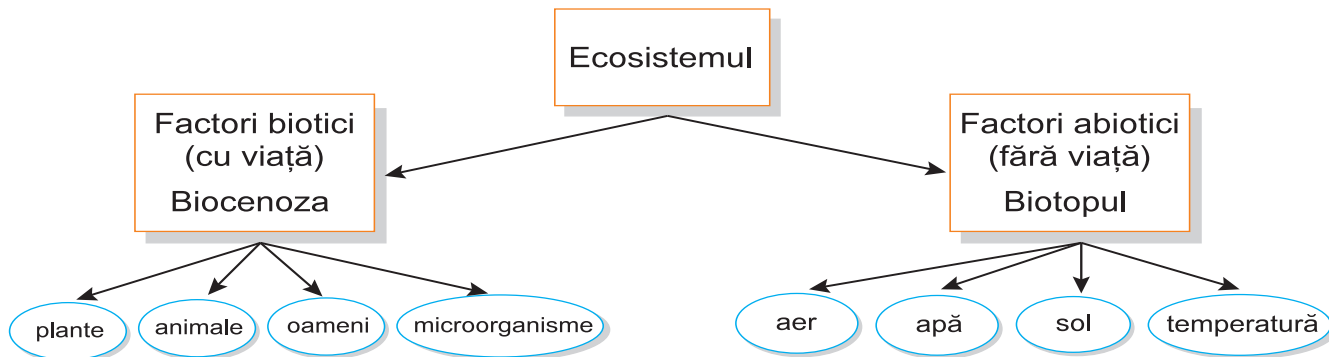 Ecosistemul
Factori biotici
(cu viață)
Biocenoza
Factori abiotici
(fără viață)
Biotopul
plante
animale
oameni
microorganisme
aer
apă
sol
temperatură